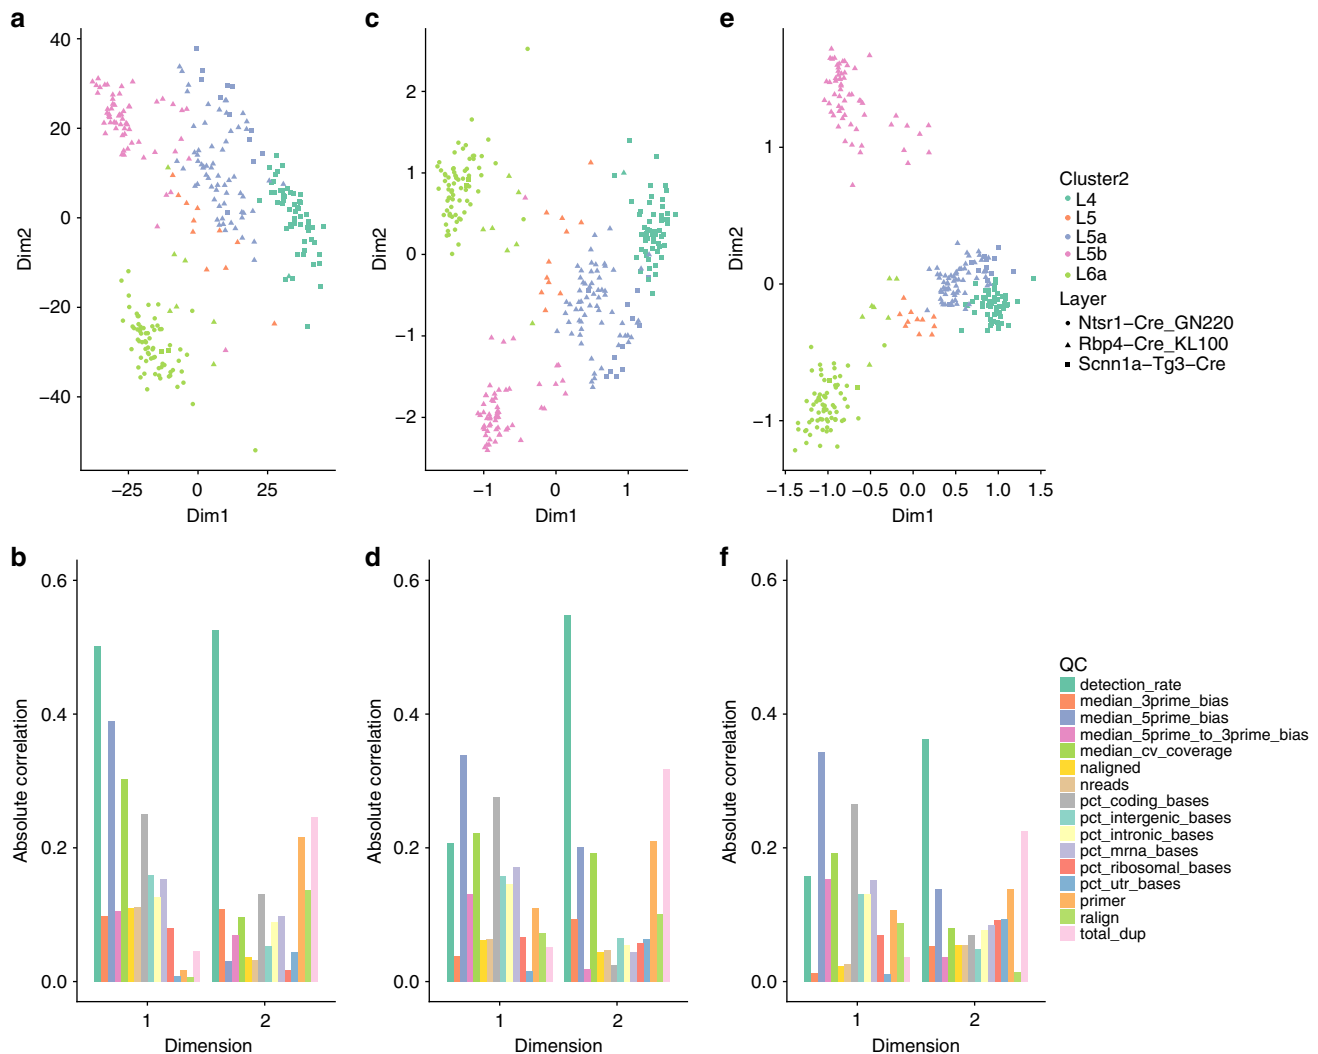 a
c
e
40
20
0
−20
−40
Dim2
−25
0
25
Dim1
2
1
0
−1
−2
Dim2
−1
0
1
Dim1
1
0
−1
Dim2
−1.5
−1.0
−0.5
0.0
0.5
1.0
1.5
Dim1
Cluster2
L4
L5
L5a
L5b
L6a
Layer
Ntsr1−Cre_GN220
Rbp4−Cre_KL100
Scnn1a−Tg3−Cre
b
d
f
0.6
0.4
0.2
0.0
Absolute correlation
1
2
Dimension
0.6
0.4
0.2
0.0
Absolute correlation
1
2
Dimension
0.6
0.4
0.2
0.0
Absolute correlation
1
2
Dimension
QC
detection_rate
median_3prime_bias
median_5prime_bias
median_5prime_to_3prime_bias
median_cv_coverage
naligned
nreads
pct_coding_bases
pct_intergenic_bases
pct_intronic_bases
pct_mrna_bases
pct_ribosomal_bases
pct_utr_bases
primer
ralign
total_dup